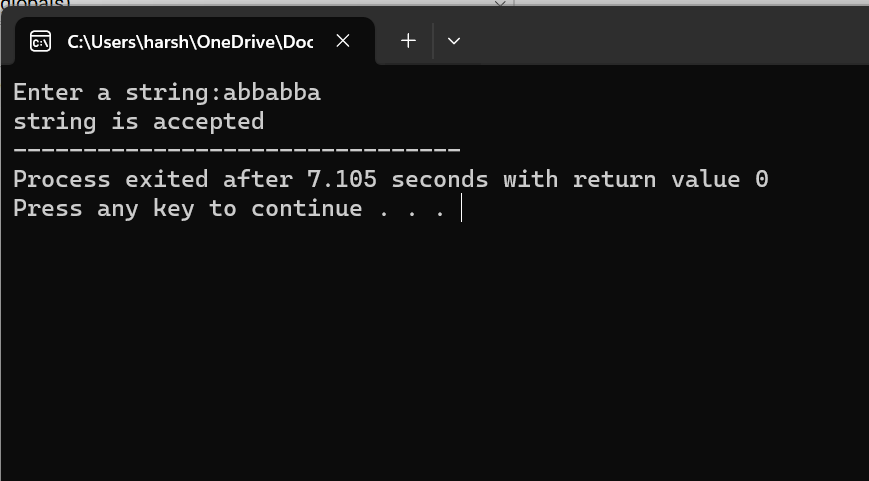 C:\Users\harsh\OneDrive\Doc
Enter a string:abbabba
string is accepted
--------------------------------
Process exited after 7.105 seconds with return value 0
Press any key to continue . . .